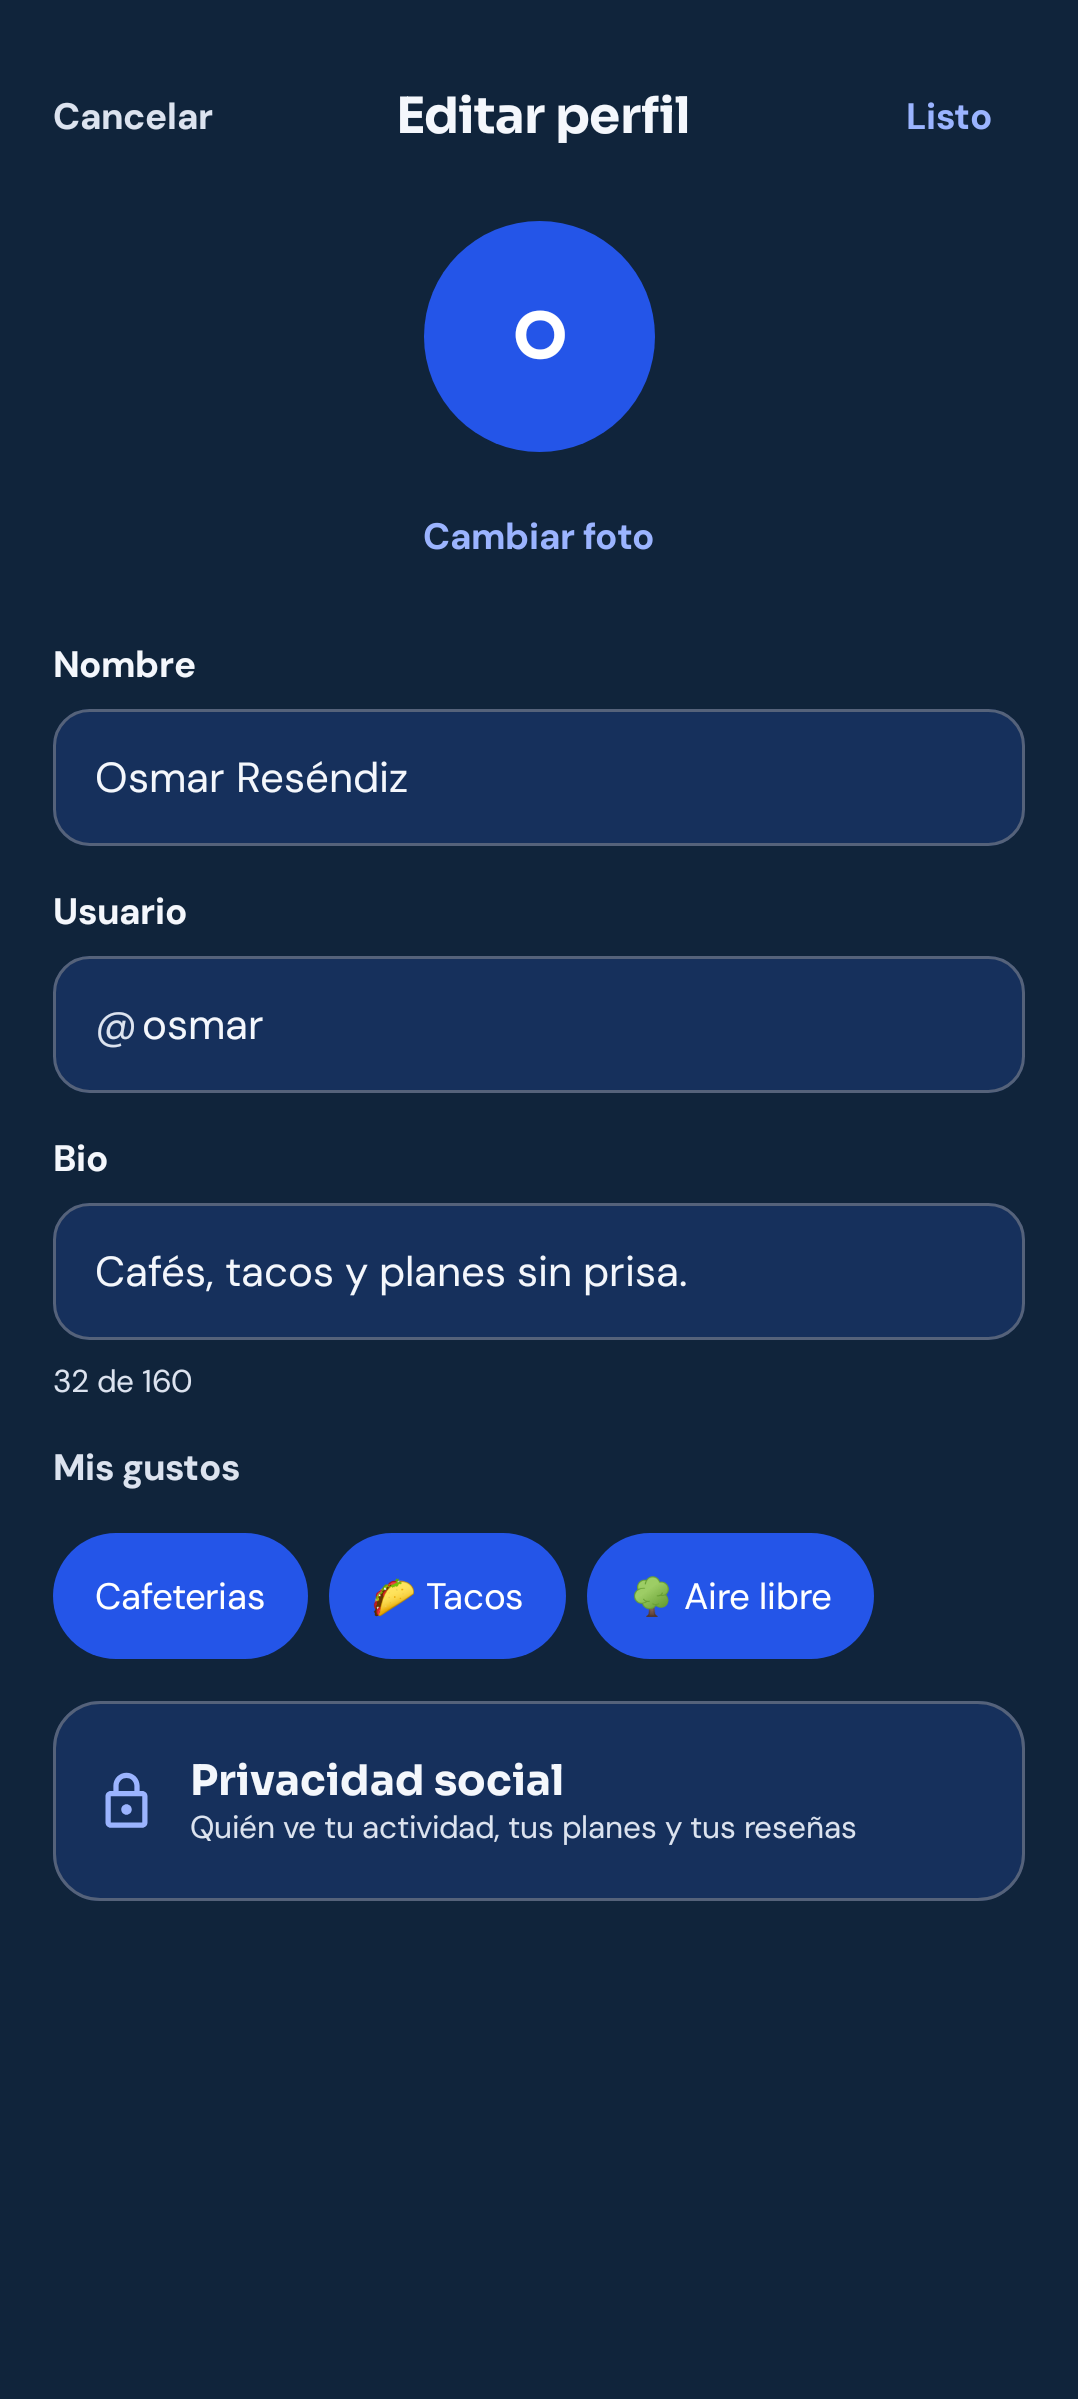 Cancelar Editar perfil Listo
O
Cambiar foto
Nombre
Osmar Reséndiz
Usuario
@osmar
Bio
Cafés, tacos y planes sin prisa.
32 de 160
Mis gustos
Cafeterias 🌮 Tacos 🌳 Aire libre
Privacidad social
Quién ve tu actividad, tus planes y tus reseñas